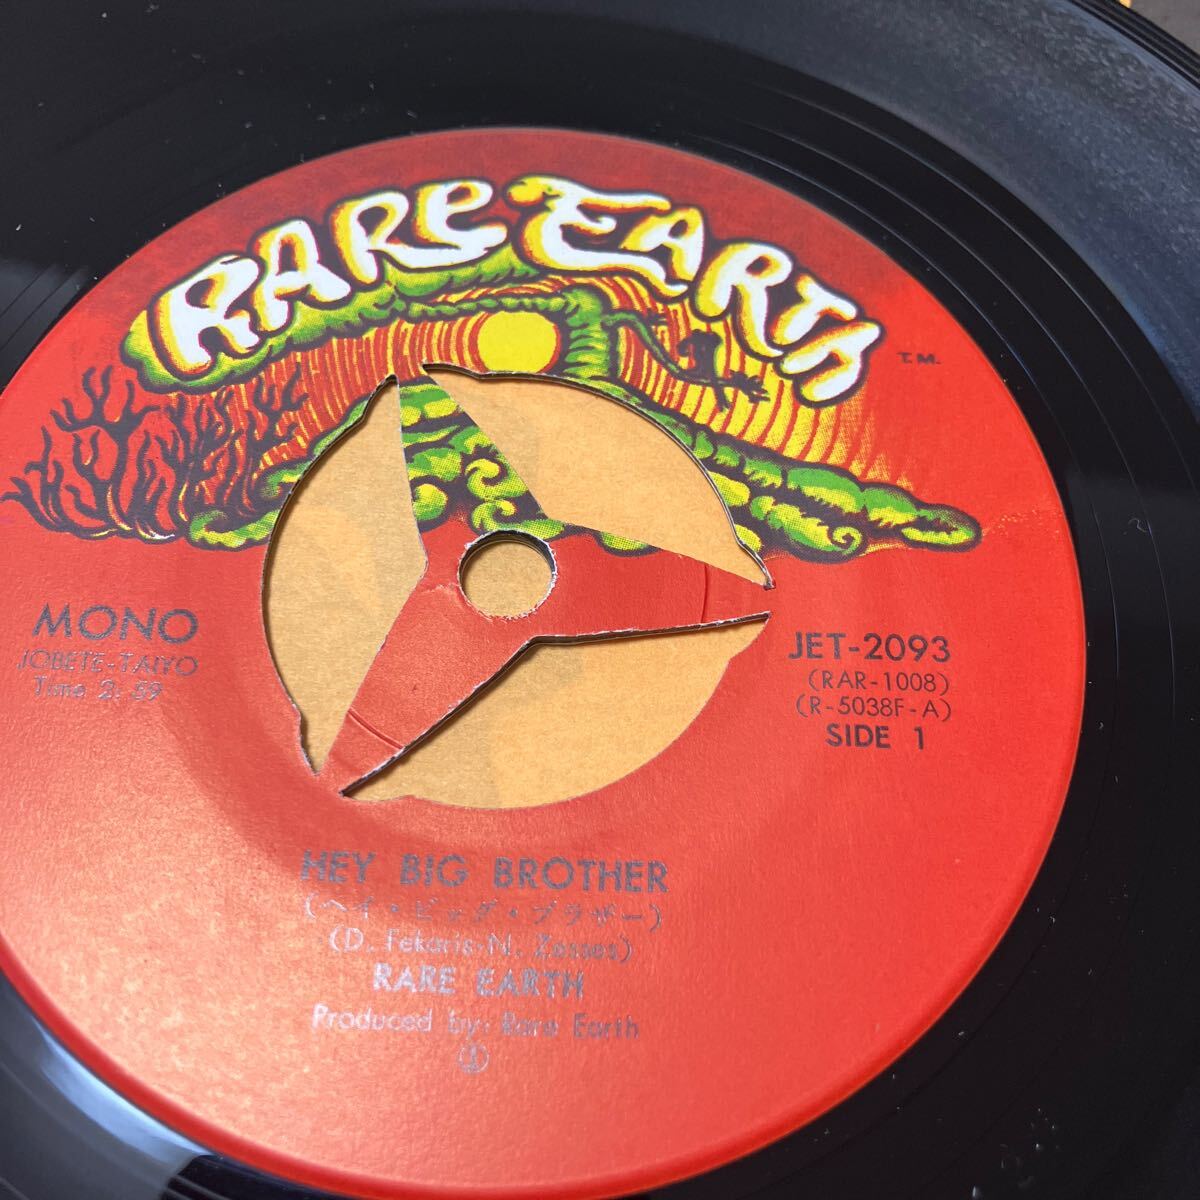 RARE EARTH
T.M.
MONO
JOBETE-TAIYO
Time 2:59
JET-2093
(RAR-1008)
(R-5038F-A)
SIDE 1
HEY BIG BROTHER
(ヘイ・ビッグ・ブラザー)
(D. Fekaris-N. Zesses)
RARE EARTH
Produced by: Rare Earth